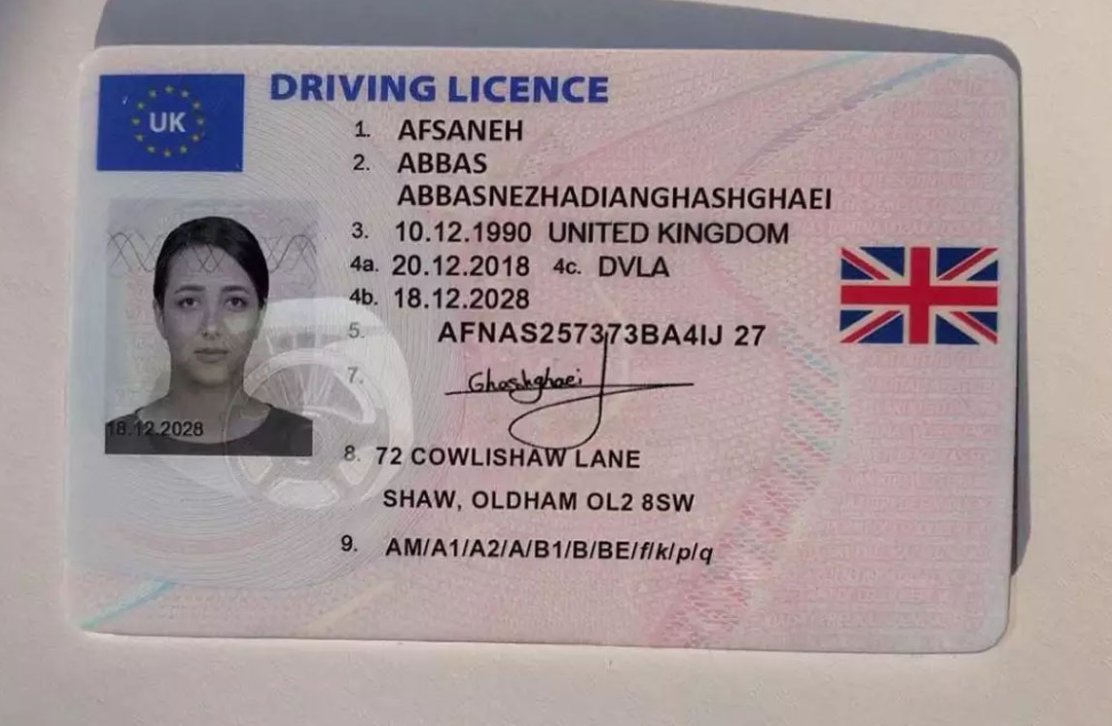 UK
DRIVING LICENCE
1. AFSANEH
2. ABBAS
ABBASNEZHADIANGHASHGHAEI
3. 10.12.1990 UNITED KINGDOM
4a. 20.12.2018 4c. DVLA
4b. 18.12.2028
5. AFNAS257373BA4IJ 27
7. Ghashghaei
18.12.2028
8. 72 COWLISHAW LANE
SHAW, OLDHAM OL2 8SW
9. AM/A1/A2/A/B1/B/BE/f/k/p/q